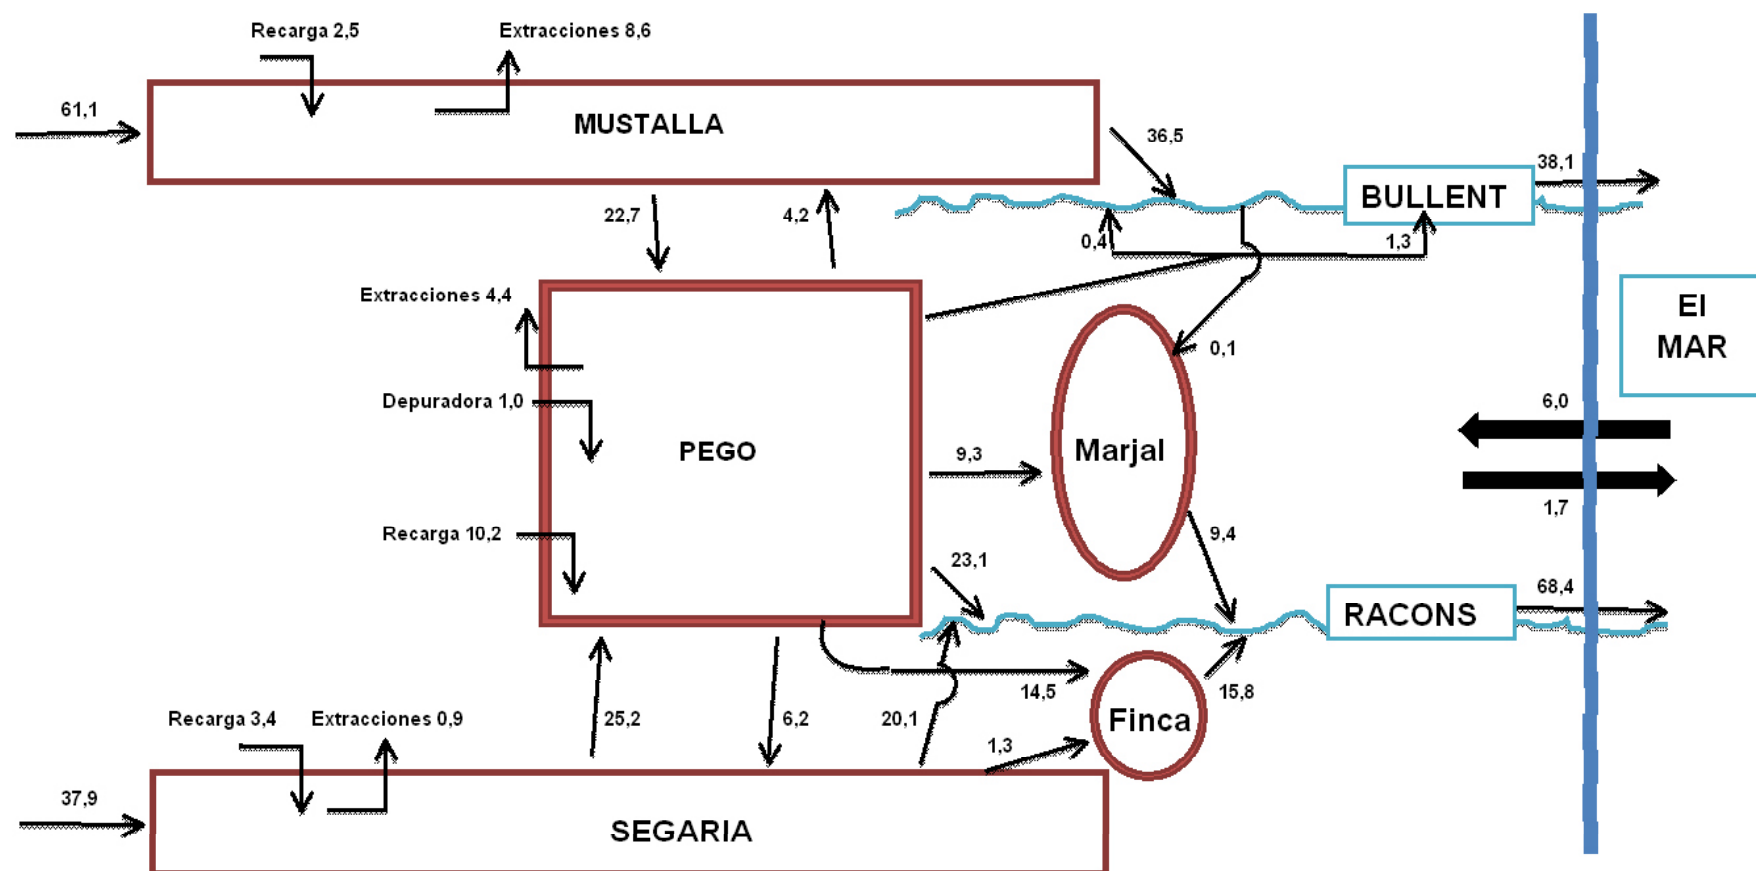 Recarga 2,5
Extracciones 8,6
61,1
MUSTALLA
36,5
38,1
BULLENT
22,7
4,2
0,4
1,3
Extracciones 4,4
El
MAR
0,1
Depuradora 1,0
6,0
PEGO
9,3
Marjal
1,7
Recarga 10,2
9,4
23,1
68,4
RACONS
14,5
15,8
Recarga 3,4
Extracciones 0,9
25,2
6,2
20,1
Finca
1,3
37,9
SEGARIA